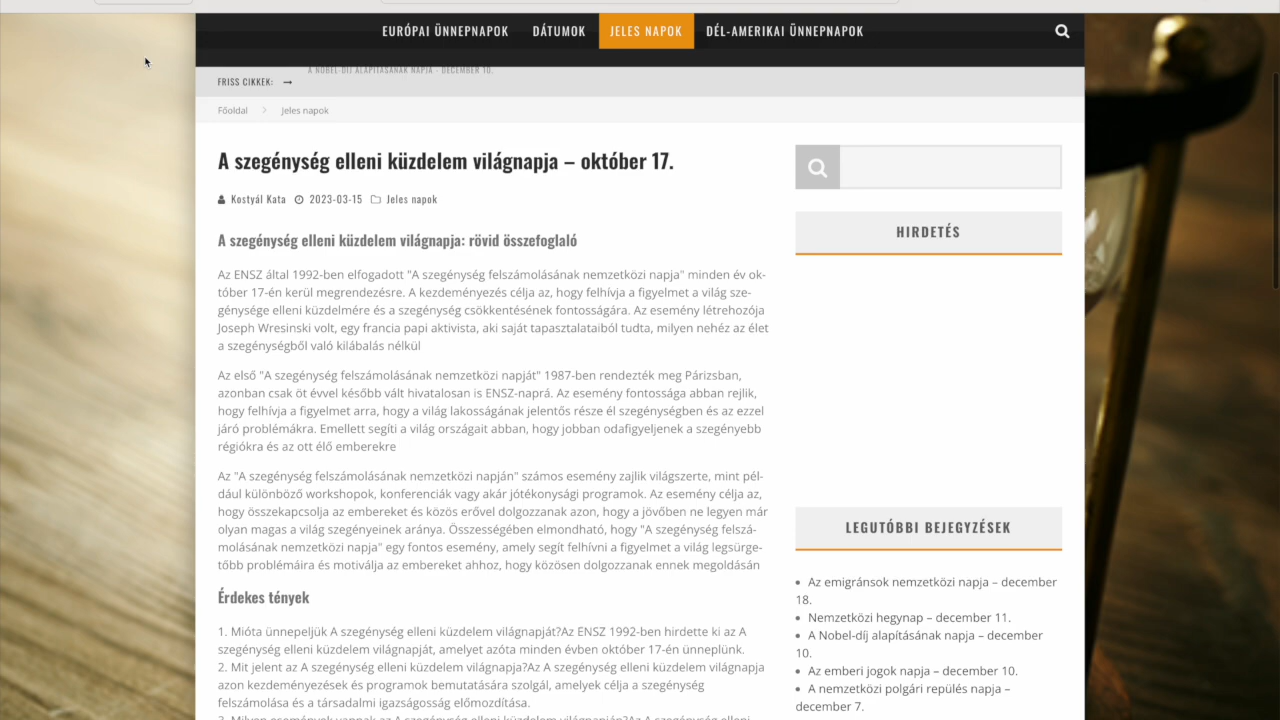 EURÓPAI ÜNNEPNAPOK DÁTUMOK JELES NAPOK DÉL-AMERIKAI ÜNNEPNAPOK
A NOBEL-DÍJ ALAPÍTÁSÁNAK NAPJA - DECEMBER 10.
FRISS CIKKEK:
Főoldal > Jeles napok
A szegénység elleni küzdelem világnapja – október 17.
Kostyál Kata 2023-03-15 Jeles napok
A szegénység elleni küzdelem világnapja: rövid összefoglaló
Az ENSZ által 1992-ben elfogadott "A szegénység felszámolásának nemzetközi napja" minden év ok-
tóber 17-én kerül megrendezésre. A kezdeményezés célja az, hogy felhívja a figyelmet a világ sze-
génysége elleni küzdelmére és a szegénység csökkentésének fontosságára. Az esemény létrehozója
Joseph Wresinski volt, egy francia papi aktivista, aki saját tapasztalataiból tudta, milyen nehéz az élet
a szegénységből való kilábalás nélkül
Az első "A szegénység felszámolásának nemzetközi napját" 1987-ben rendezték meg Párizsban,
azonban csak öt évvel később vált hivatalosan is ENSZ-naprá. Az esemény fontossága abban rejlik,
hogy felhívja a figyelmet arra, hogy a világ lakosságának jelentős része él szegénységben és az ezzel
járó problémákra. Emellett segíti a világ országait abban, hogy jobban odafigyeljenek a szegényebb
régiókra és az ott élő emberekre
Az "A szegénység felszámolásának nemzetközi napján" számos esemény zajlik világszerte, mint pél-
dául különböző workshopok, konferenciák vagy akár jótékonysági programok. Az esemény célja az,
hogy összekapcsolja az embereket és közös erővel dolgozzanak azon, hogy a jövőben ne legyen már
olyan magas a világ szegényeinek aránya. Összességében elmondható, hogy "A szegénység felszá-
molásának nemzetközi napja" egy fontos esemény, amely segít felhívni a figyelmet a világ legsürge-
tőbb problémáira és motiválja az embereket ahhoz, hogy közösen dolgozzanak ennek megoldásán
Érdekes tények
1. Mióta ünnepeljük A szegénység elleni küzdelem világnapját?Az ENSZ 1992-ben hirdette ki az A
szegénység elleni küzdelem világnapját, amelyet azóta minden évben október 17-én ünneplünk.
2. Mit jelent az A szegénység elleni küzdelem világnapja?Az A szegénység elleni küzdelem világnapja
azon kezdeményezések és programok bemutatására szolgál, amelyek célja a szegénység
felszámolása és a társadalmi igazságosság előmozdítása.
3. Milyen események vannak az A szegénység elleni küzdelem világnapján?Az A szegénység elleni
HIRDETÉS
LEGUTÓBBI BEJEGYZÉSEK
Az emigránsok nemzetközi napja – december
18.
Nemzetközi hegynap – december 11.
A Nobel-díj alapításának napja – december
10.
Az emberi jogok napja – december 10.
A nemzetközi polgári repülés napja –
december 7.